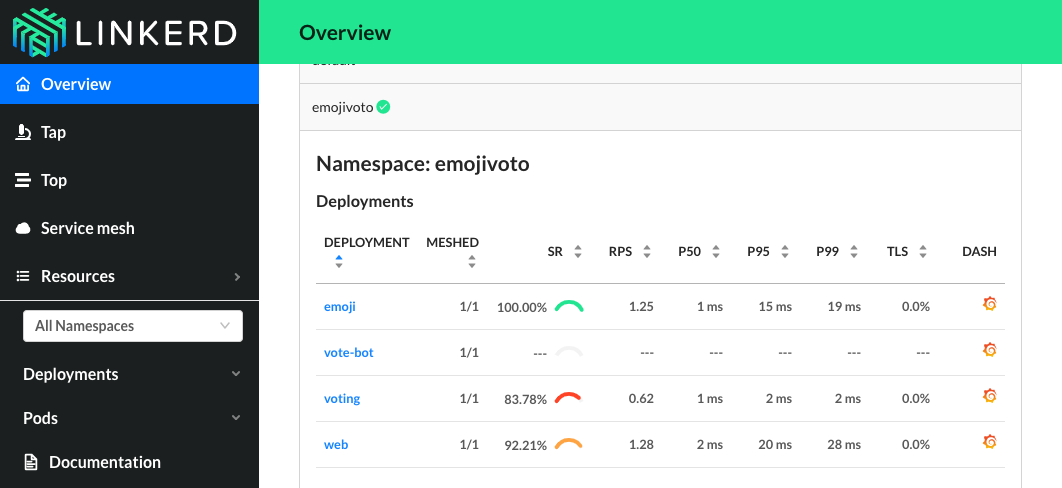 LINKERD
Overview
Tap
Top
Service mesh
Resources
All Namespaces
Deployments
Pods
Documentation
Overview
default
emojivoto
Namespace: emojivoto
Deployments
DEPLOYMENT MESHED SR RPS P50 P95 P99 TLS DASH
emoji 1/1 100.00% 1.25 1 ms 15 ms 19 ms 0.0%
vote-bot 1/1 --- --- --- --- --- ---
voting 1/1 83.78% 0.62 1 ms 2 ms 2 ms 0.0%
web 1/1 92.21% 1.28 2 ms 20 ms 28 ms 0.0%